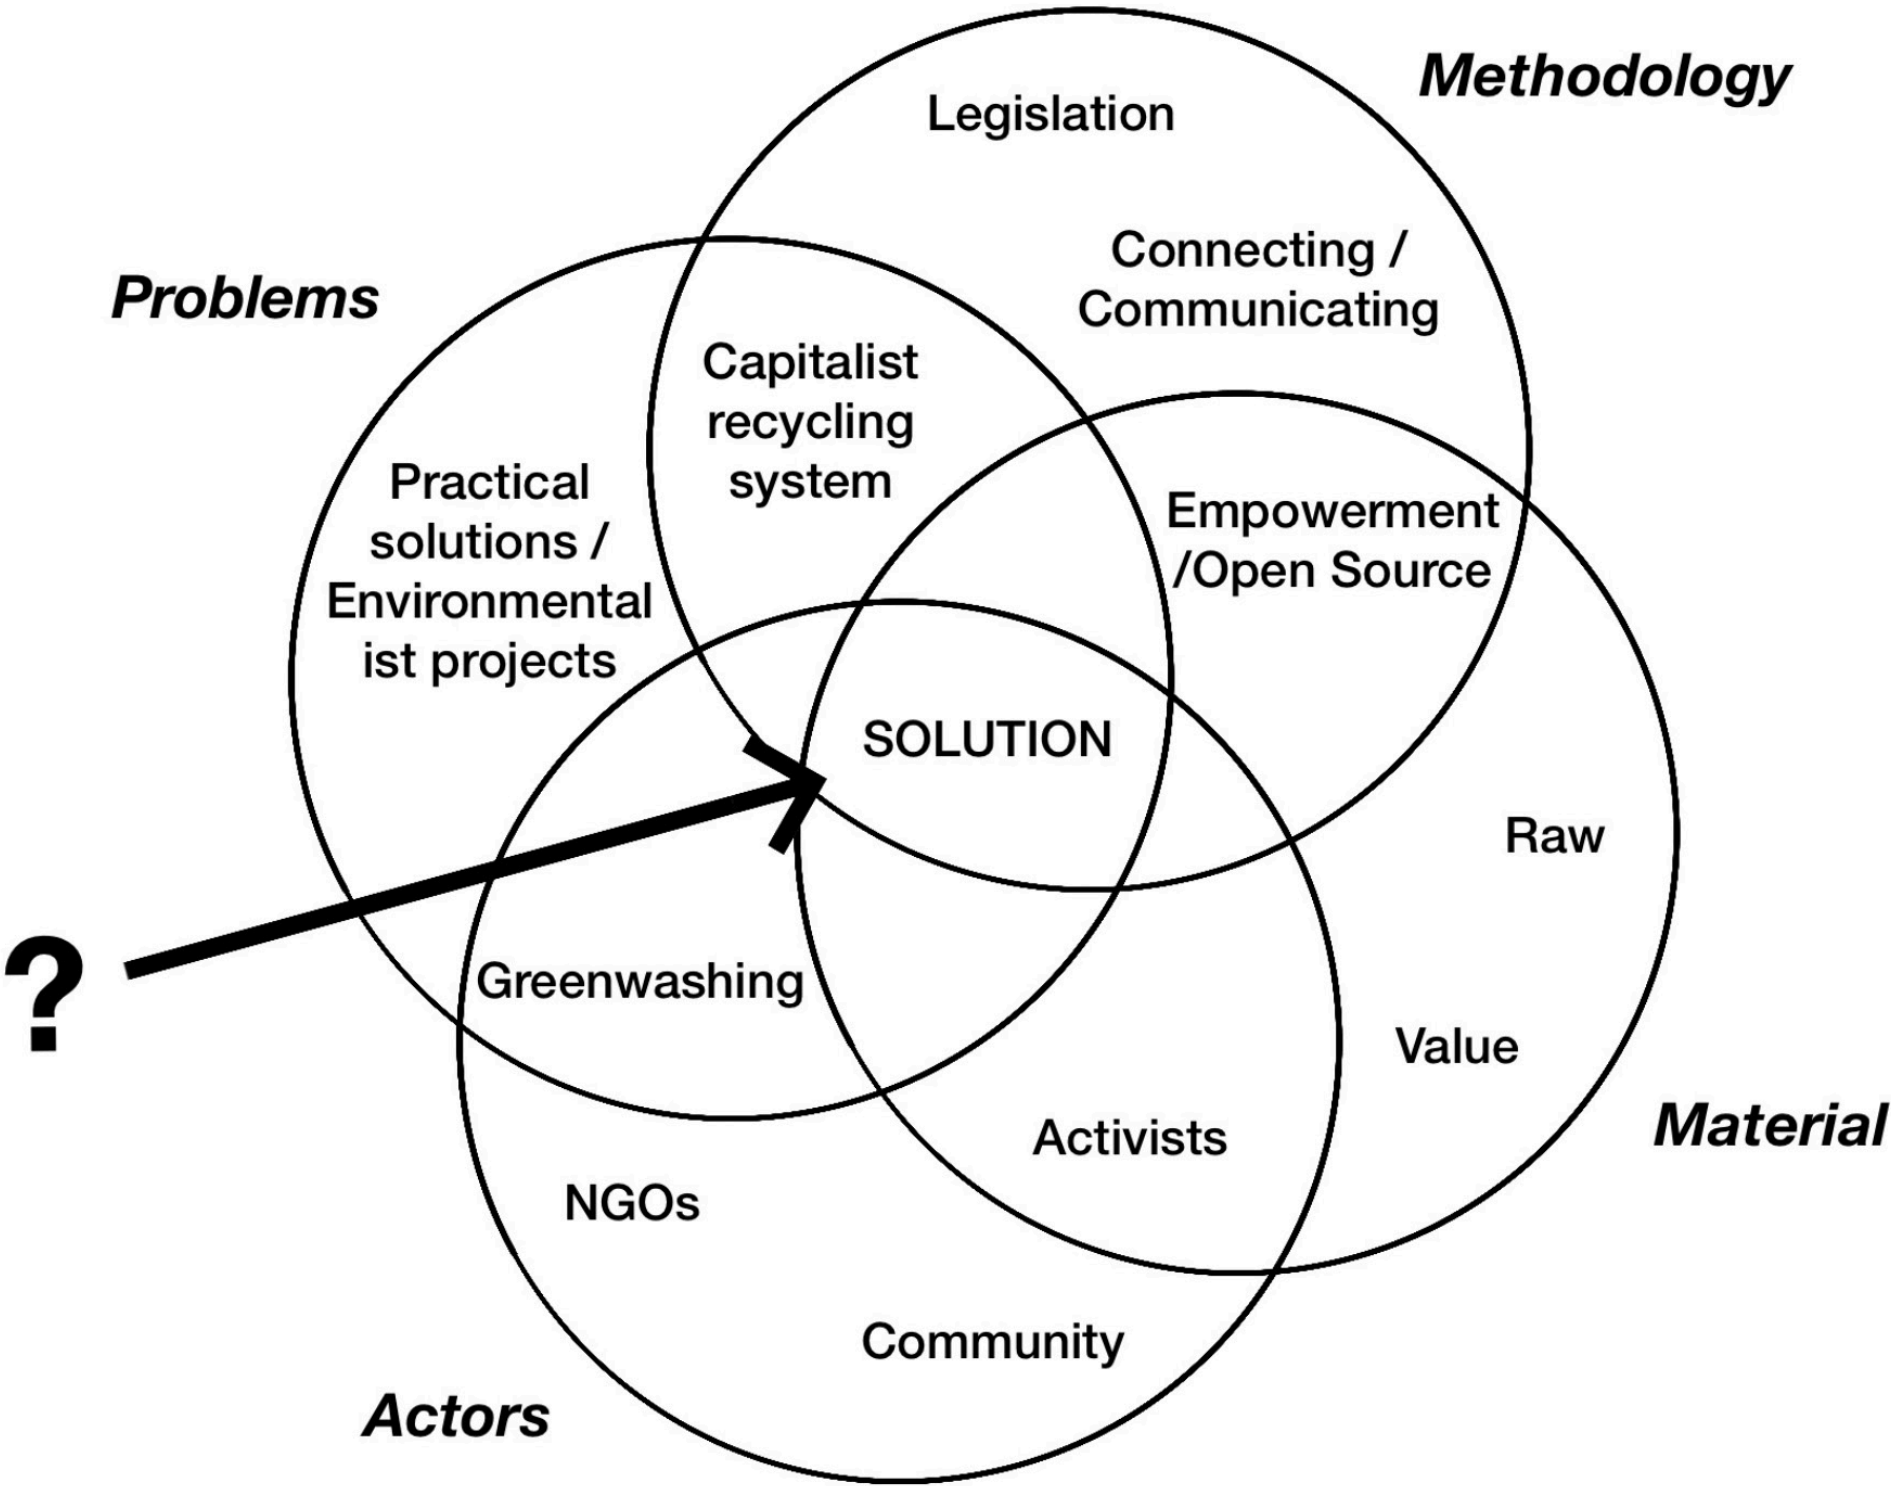 Legislation
Methodology
Connecting /
Communicating
Problems
Capitalist
recycling
system
Practical
solutions /
Environmental
ist projects
Empowerment
/Open Source
SOLUTION
Raw
?
Greenwashing
Value
Material
Activists
NGOs
Community
Actors